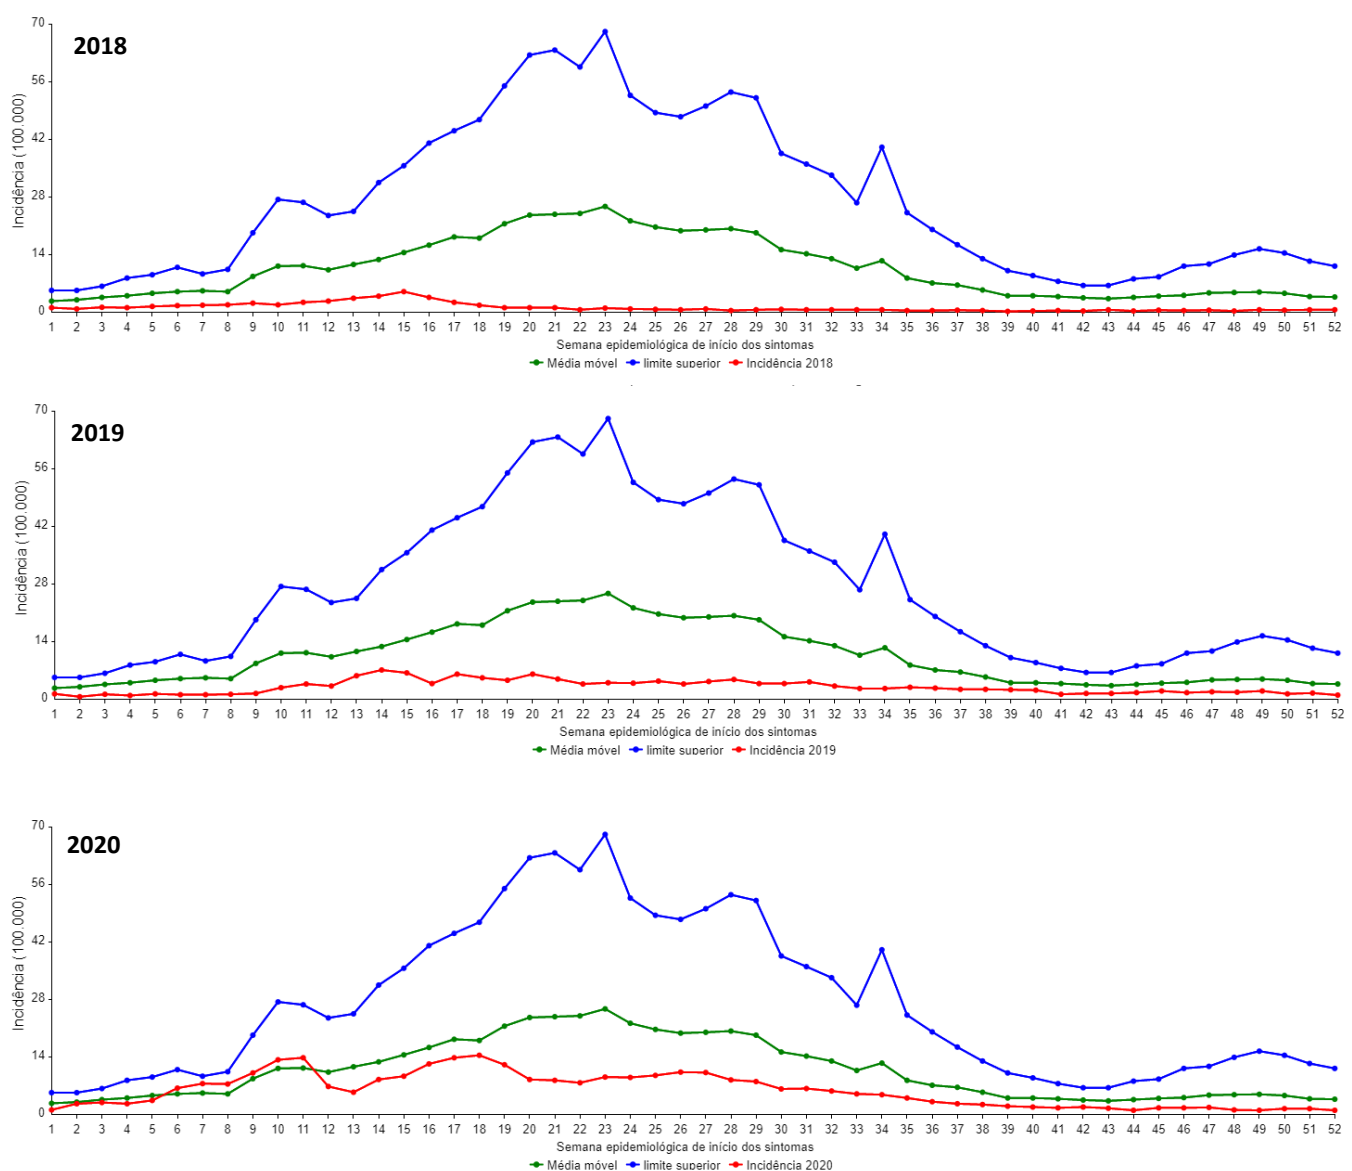 2018
70
56
42
28
14
0
Incidência (100.000)
1 2 3 4 5 6 7 8 9 10 11 12 13 14 15 16 17 18 19 20 21 22 23 24 25 26 27 28 29 30 31 32 33 34 35 36 37 38 39 40 41 42 43 44 45 46 47 48 49 50 51 52
Semana epidemiológica de início dos sintomas
Média móvel limite superior Incidência 2018
2019
70
56
42
28
14
0
Incidência (100.000)
1 2 3 4 5 6 7 8 9 10 11 12 13 14 15 16 17 18 19 20 21 22 23 24 25 26 27 28 29 30 31 32 33 34 35 36 37 38 39 40 41 42 43 44 45 46 47 48 49 50 51 52
Semana epidemiológica de início dos sintomas
Média móvel limite superior Incidência 2019
2020
70
56
42
28
14
0
Incidência (100.000)
1 2 3 4 5 6 7 8 9 10 11 12 13 14 15 16 17 18 19 20 21 22 23 24 25 26 27 28 29 30 31 32 33 34 35 36 37 38 39 40 41 42 43 44 45 46 47 48 49 50 51 52
Semana epidemiológica de início dos sintomas
Média móvel limite superior Incidência 2020